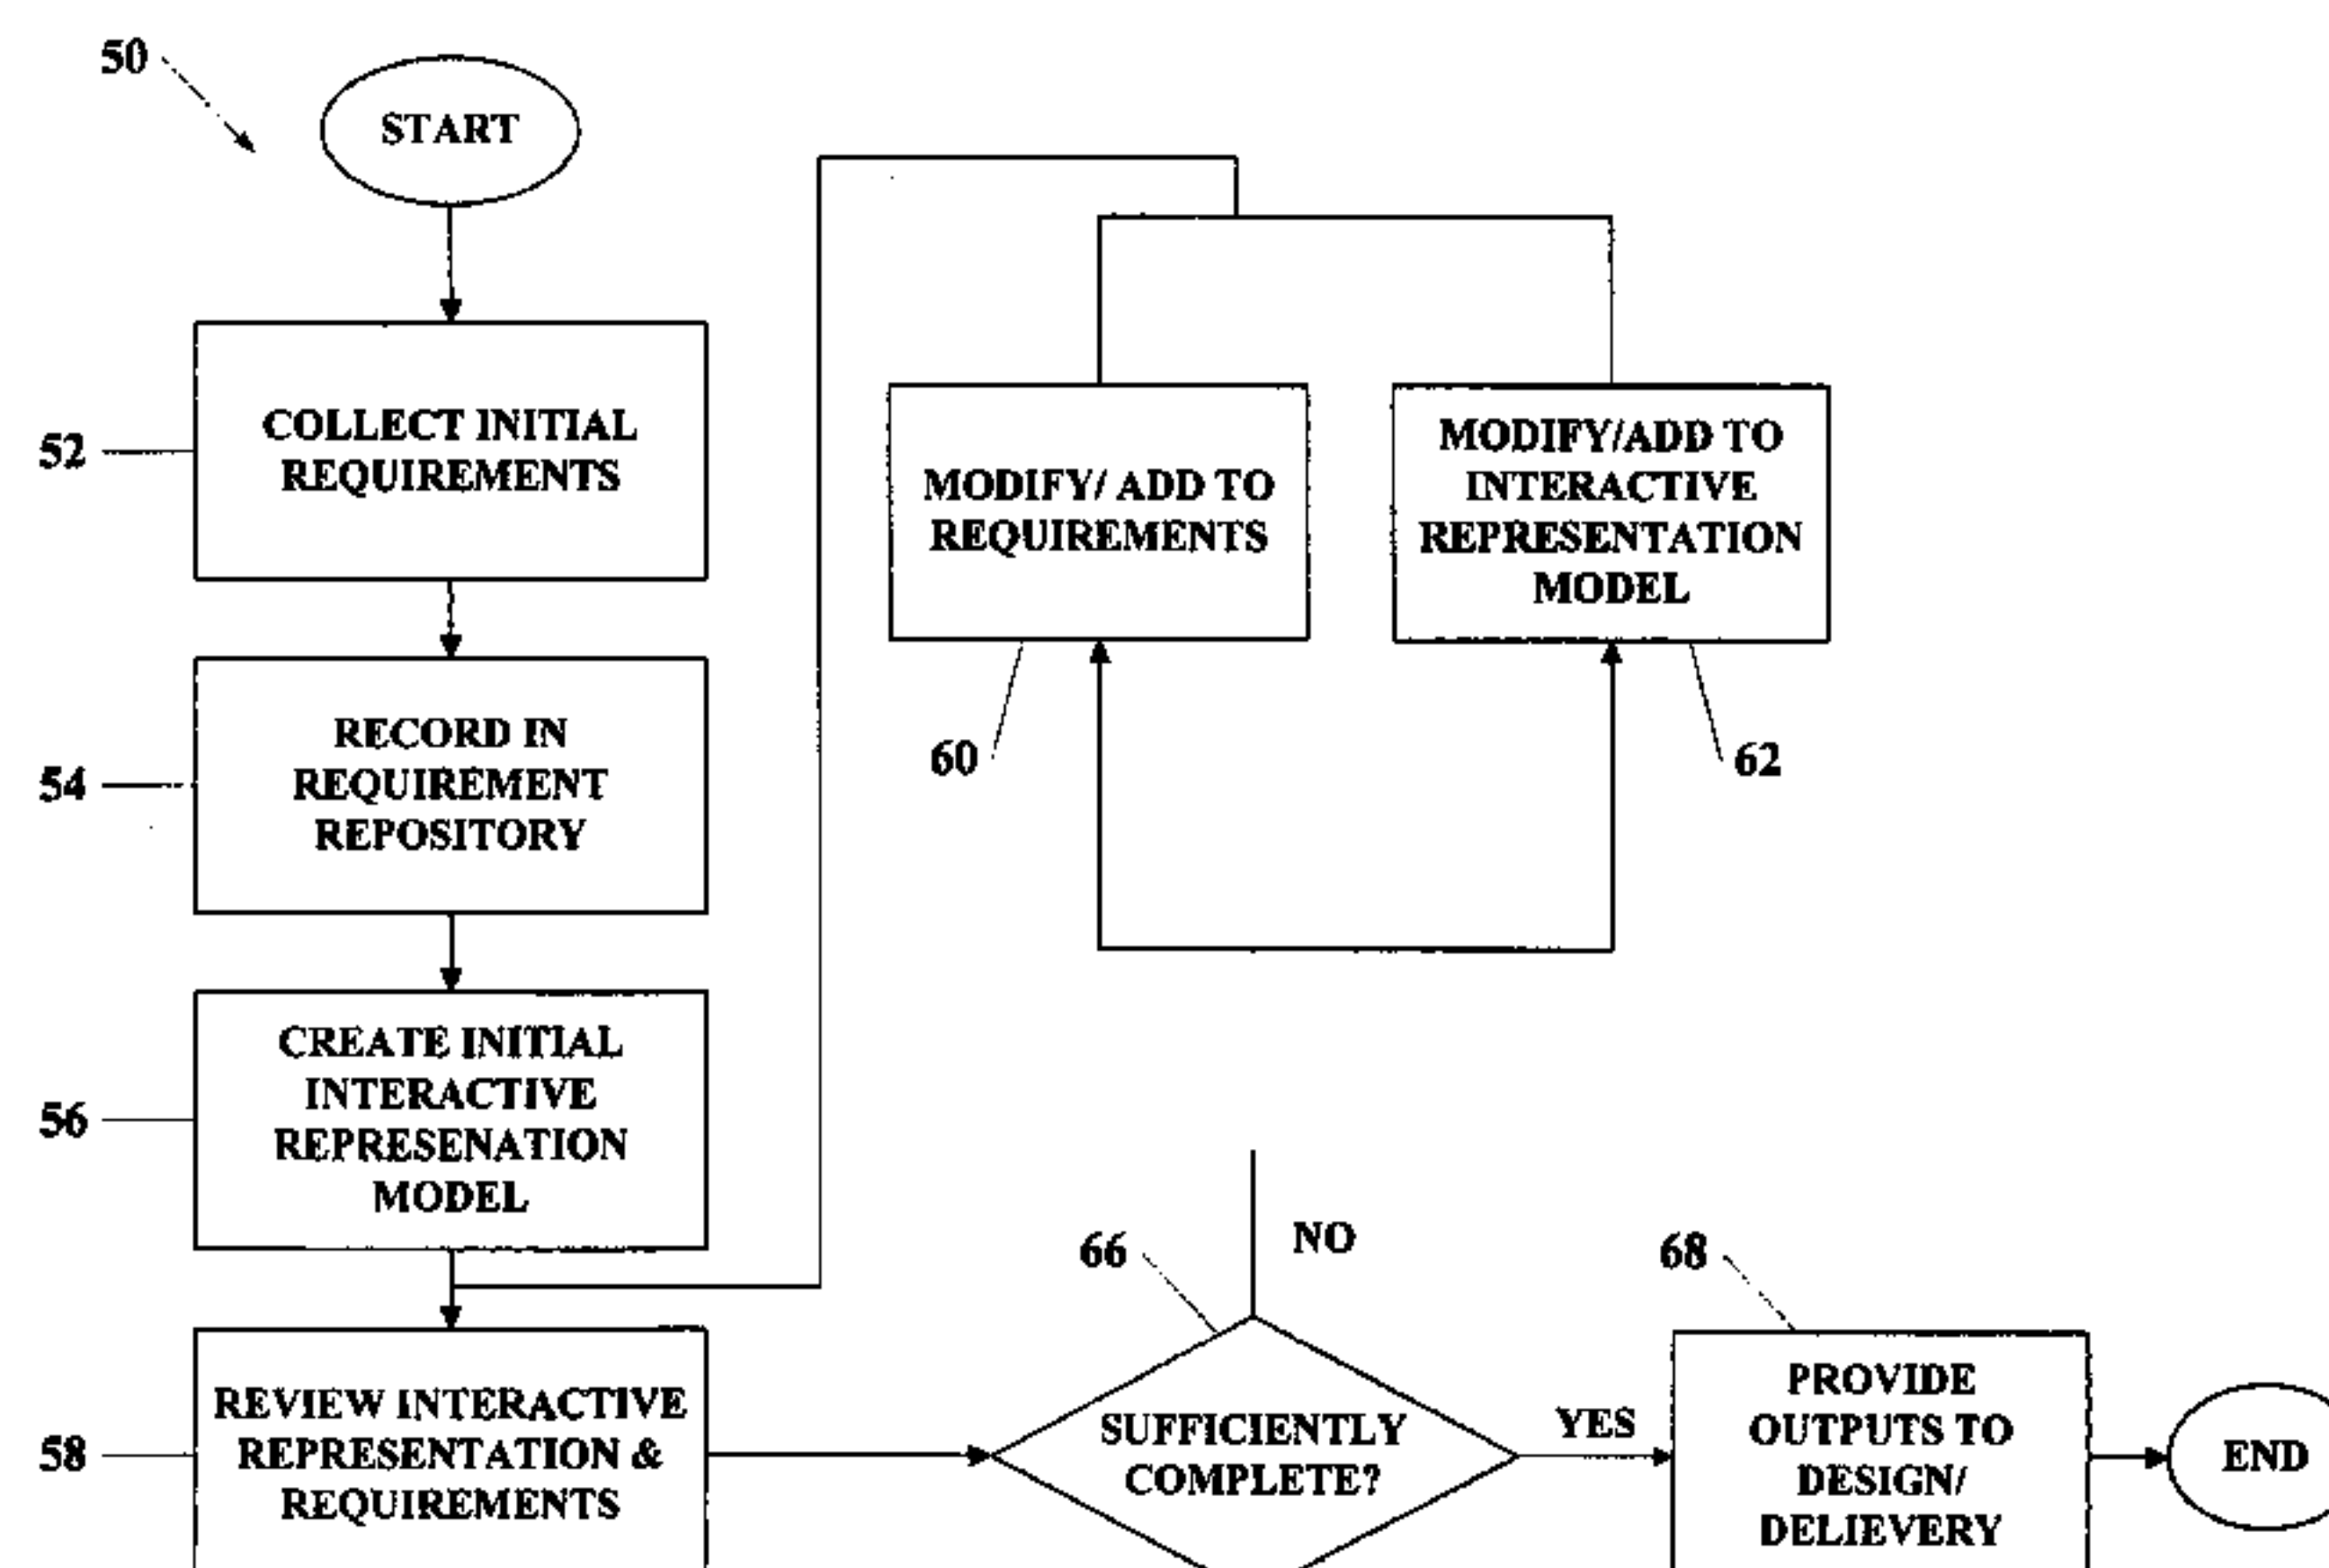 50
START
52
COLLECT INITIAL
REQUIREMENTS
54
RECORD IN
REQUIREMENT
REPOSITORY
56
CREATE INITIAL
INTERACTIVE
REPRESENATION
MODEL
58
REVIEW INTERACTIVE
REPRESENTATION &
REQUIREMENTS
MODIFY/ ADD TO
REQUIREMENTS
60
MODIFY/ADD TO
INTERACTIVE
REPRESENTATION
MODEL
62
66
NO
SUFFICIENTLY
COMPLETE?
YES
68
PROVIDE
OUTPUTS TO
DESIGN/
DELIEVERY
END